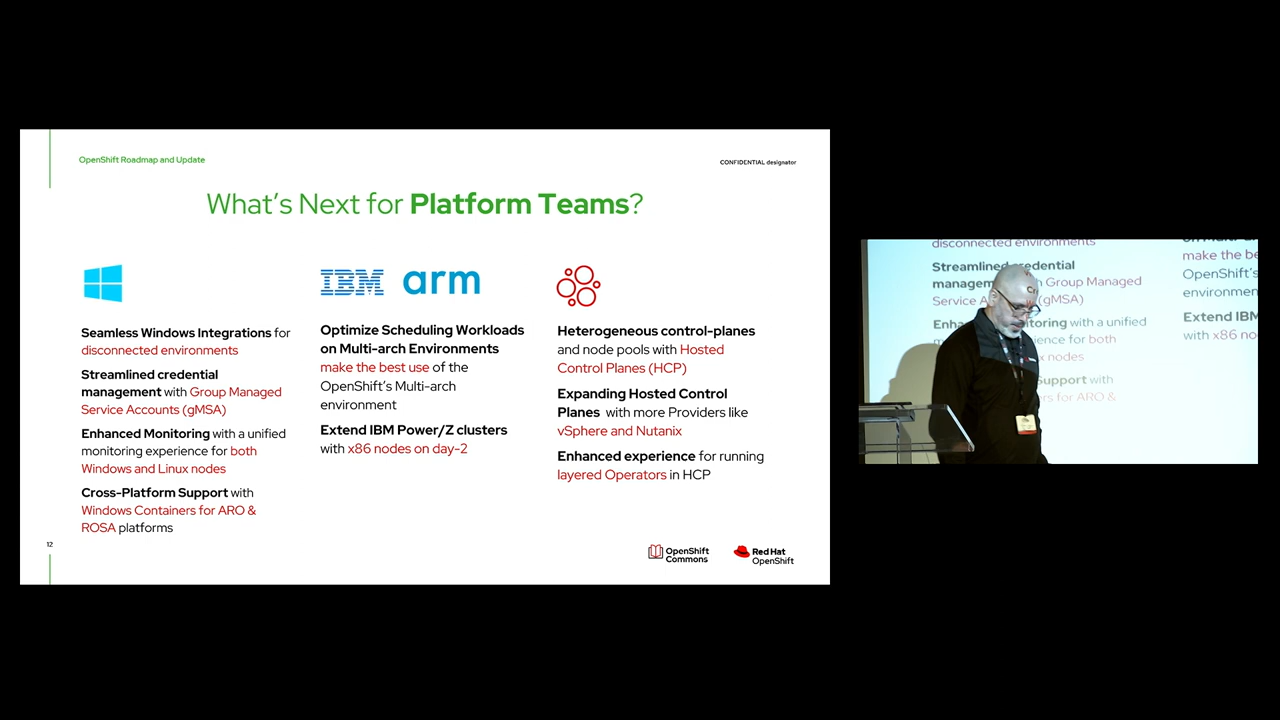 OpenShift Roadmap and Update
CONFIDENTIAL designator
What's Next for Platform Teams?
IBM
arm
Seamless Windows Integrations for
disconnected environments
Streamlined credential
management with Group Managed
Service Accounts (gMSA)
Enhanced Monitoring with a unified
monitoring experience for both
Windows and Linux nodes
Cross-Platform Support with
Windows Containers for ARO &
ROSA platforms
Optimize Scheduling Workloads
on Multi-arch Environments
make the best use of the
OpenShift's Multi-arch
environment
Extend IBM Power/Z clusters
with x86 nodes on day-2
Heterogeneous control-planes
and node pools with Hosted
Control Planes (HCP)
Expanding Hosted Control
Planes with more Providers like
vSphere and Nutanix
Enhanced experience for running
layered Operators in HCP
12
OpenShift
Commons
Red Hat
OpenShift
disconnected environments
Streamlined credential
Group Managed
Service (gMSA)
with a unified
for both
nodes
Support with
for ARO &
make the
OpenShift's
Extend IBM
with x86